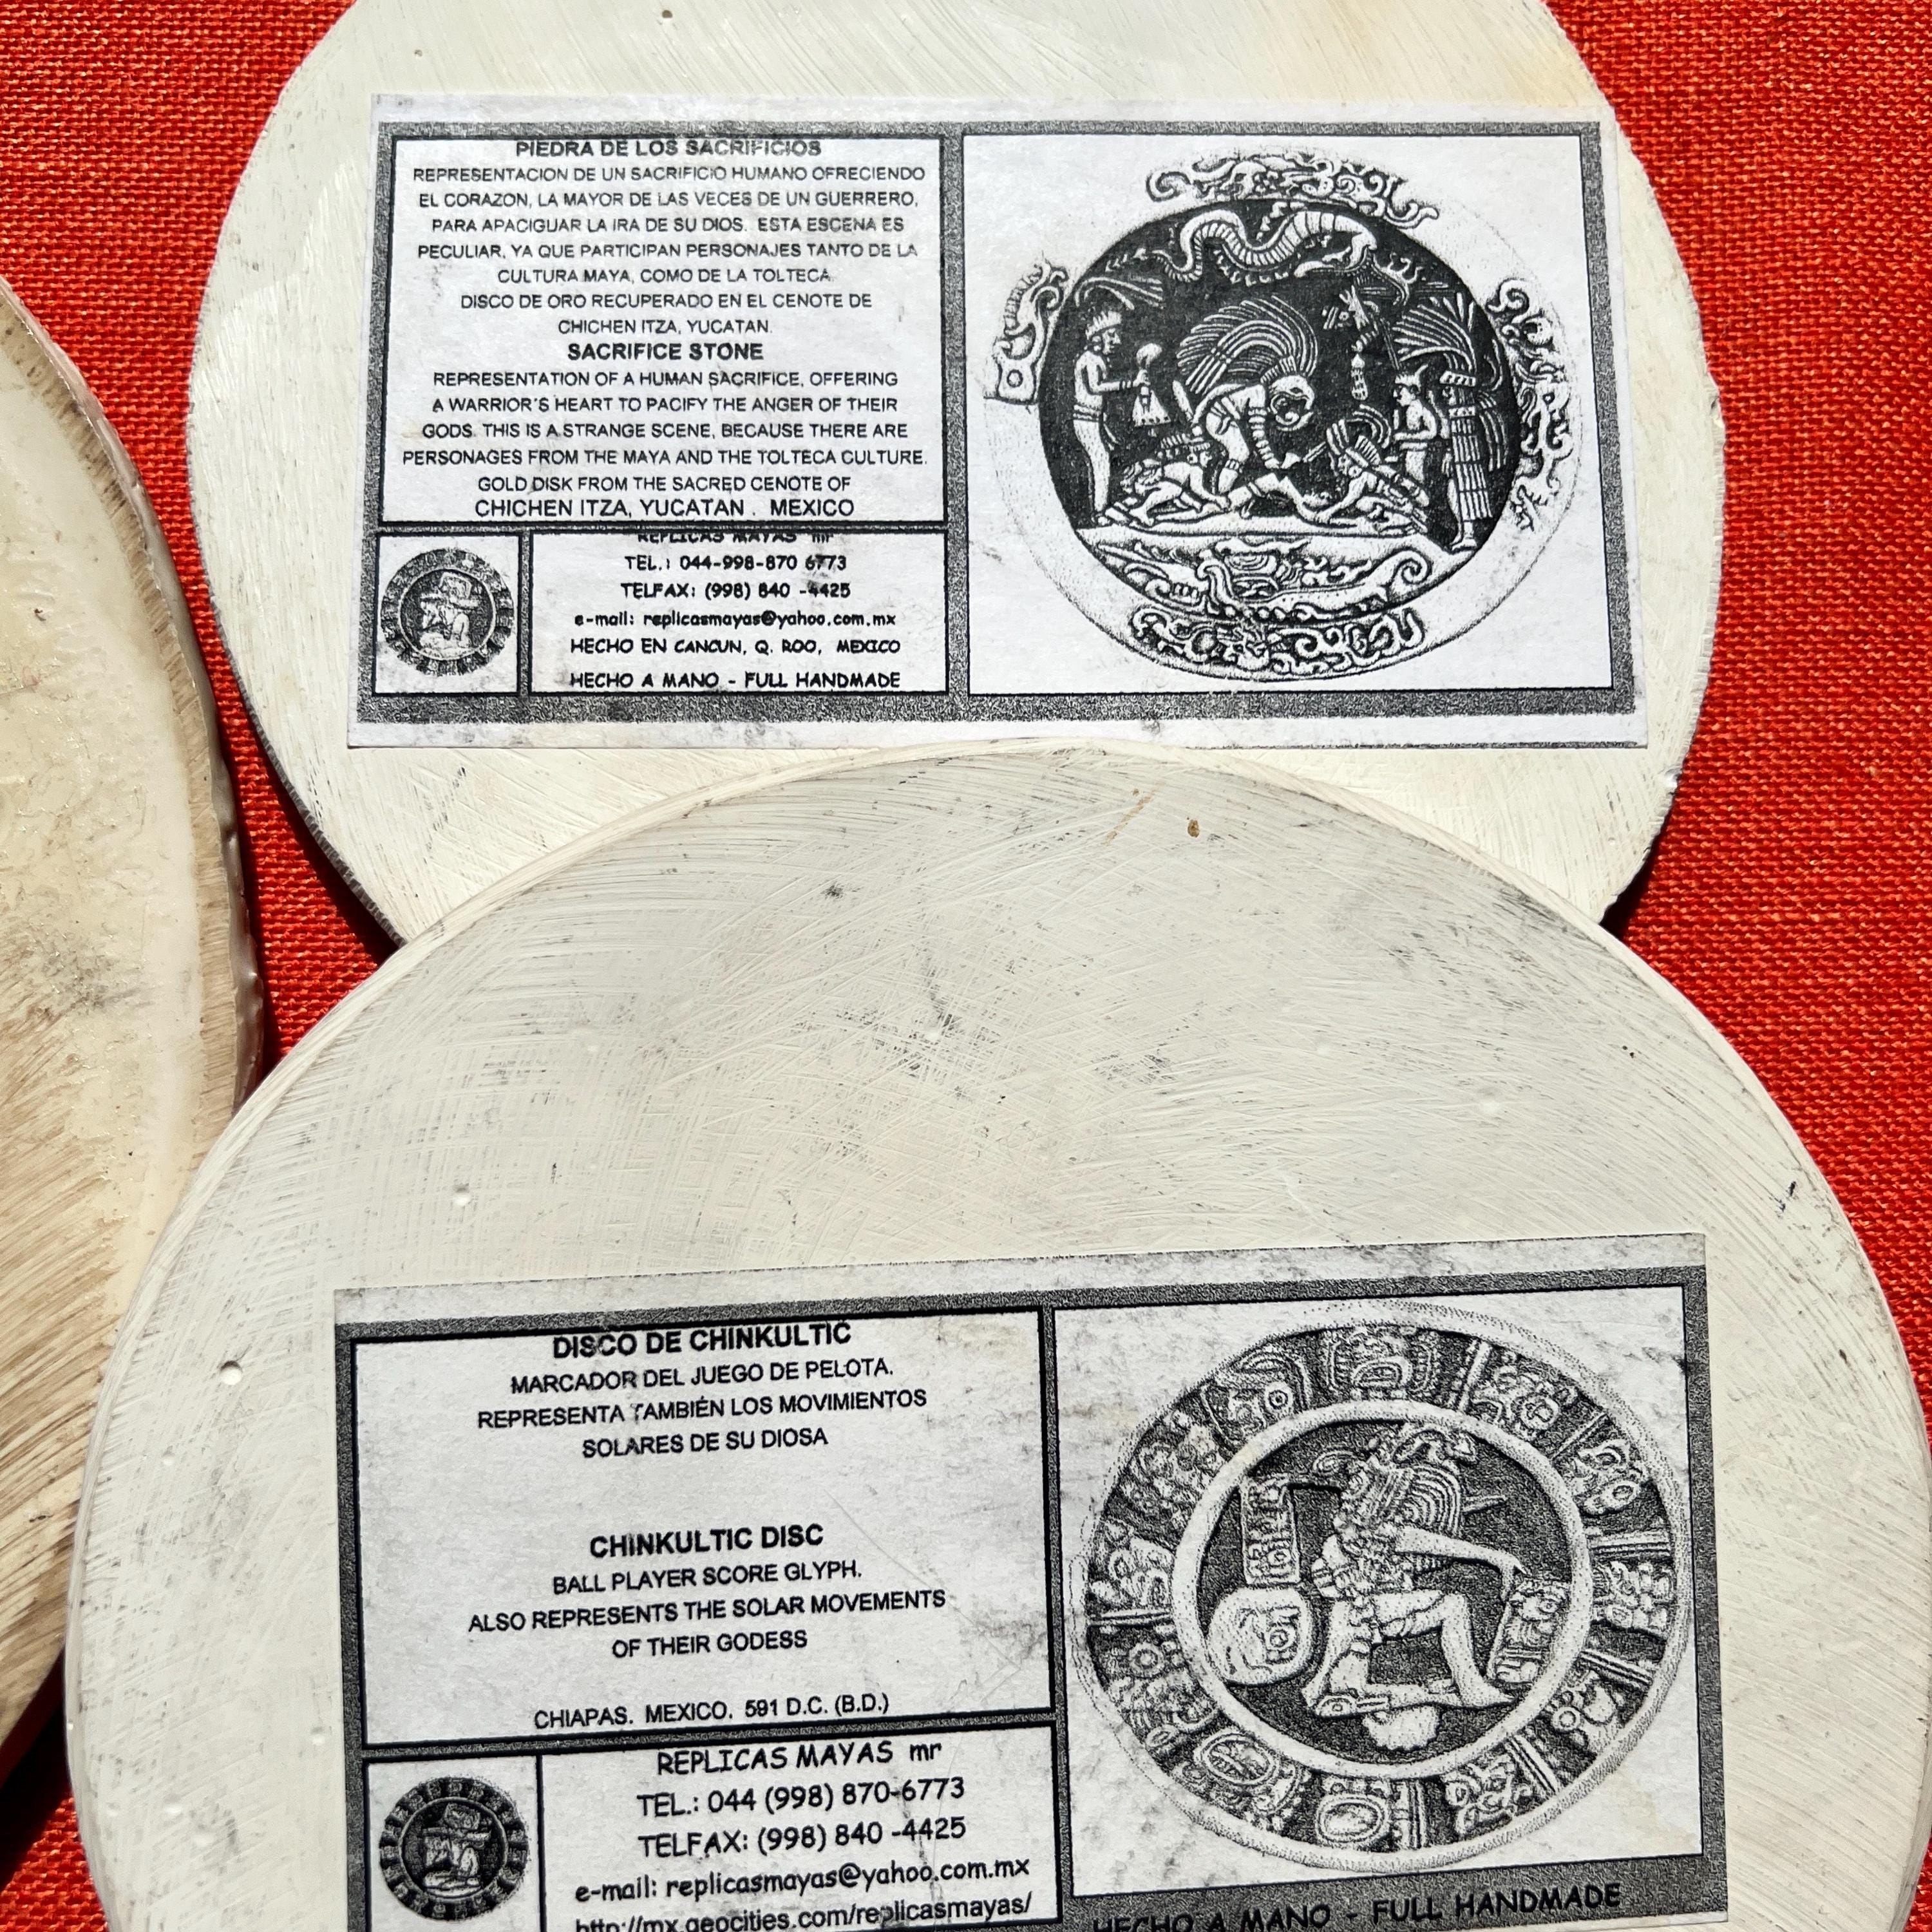 PIEDRA DE LOS SACRIFICIOS
REPRESENTACION DE UN SACRIFICIO HUMANO OFRECIENDO
EL CORAZON, LA MAYOR DE LAS VECES DE UN GUERRERO,
PARA APACIGUAR LA IRA DE SU DIOS. ESTA ESCENA ES
PECULIAR, YA QUE PARTICIPAN PERSONAJES TANTO DE LA
CULTURA MAYA, COMO DE LA TOLTECA.
DISCO DE ORO RECUPERADO EN EL CENOTE DE
CHICHEN ITZA, YUCATAN.
SACRIFICE STONE
REPRESENTATION OF A HUMAN SACRIFICE, OFFERING
A WARRIOR'S HEART TO PACIFY THE ANGER OF THEIR
GODS. THIS IS A STRANGE SCENE, BECAUSE THERE ARE
PERSONAGES FROM THE MAYA AND THE TOLTECA CULTURE.
GOLD DISK FROM THE SACRED CENOTE OF
CHICHEN ITZA, YUCATAN . MEXICO
REPLICAS MAYAS mr
TEL.: 044-998-870 6773
TELFAX: (998) 840 -4425
e-mail: replicasmayas@yahoo.com.mx
HECHO EN CANCUN, Q. ROO, MEXICO
HECHO A MANO - FULL HANDMADE
DISCO DE CHINKULTIC
MARCADOR DEL JUEGO DE PELOTA.
REPRESENTA TAMBIÉN LOS MOVIMIENTOS
SOLARES DE SU DIOSA
CHINKULTIC DISC
BALL PLAYER SCORE GLYPH.
ALSO REPRESENTS THE SOLAR MOVEMENTS
OF THEIR GODESS
CHIAPAS. MEXICO. 591 D.C. (B.D.)
REPLICAS MAYAS mr
TEL.: 044 (998) 870-6773
TELFAX: (998) 840 -4425
e-mail: replicasmayas@yahoo.com.mx
http://mx.geocities.com/replicasmayas/
HECHO A MANO - FULL HANDMADE